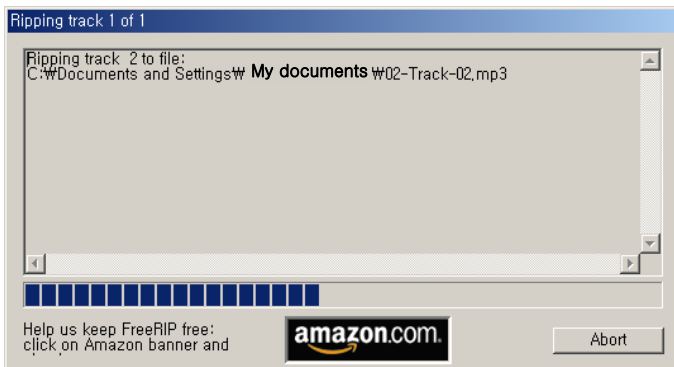 Ripping track 1 of 1
Ripping track 2 to file:
C:₩Documents and Settings₩ My documents ₩02-Track-02.mp3
Help us keep FreeRIP free:
click on Amazon banner and
amazon.com.
Abort